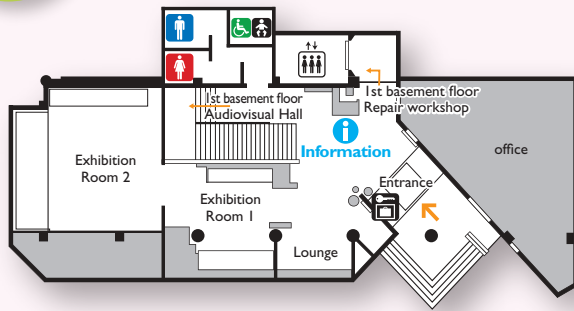 1st basement floor
Audiovisual Hall
1st basement floor
Repair workshop
i
Information
office
Exhibition
Room 2
Entrance
Exhibition
Room 1
Lounge